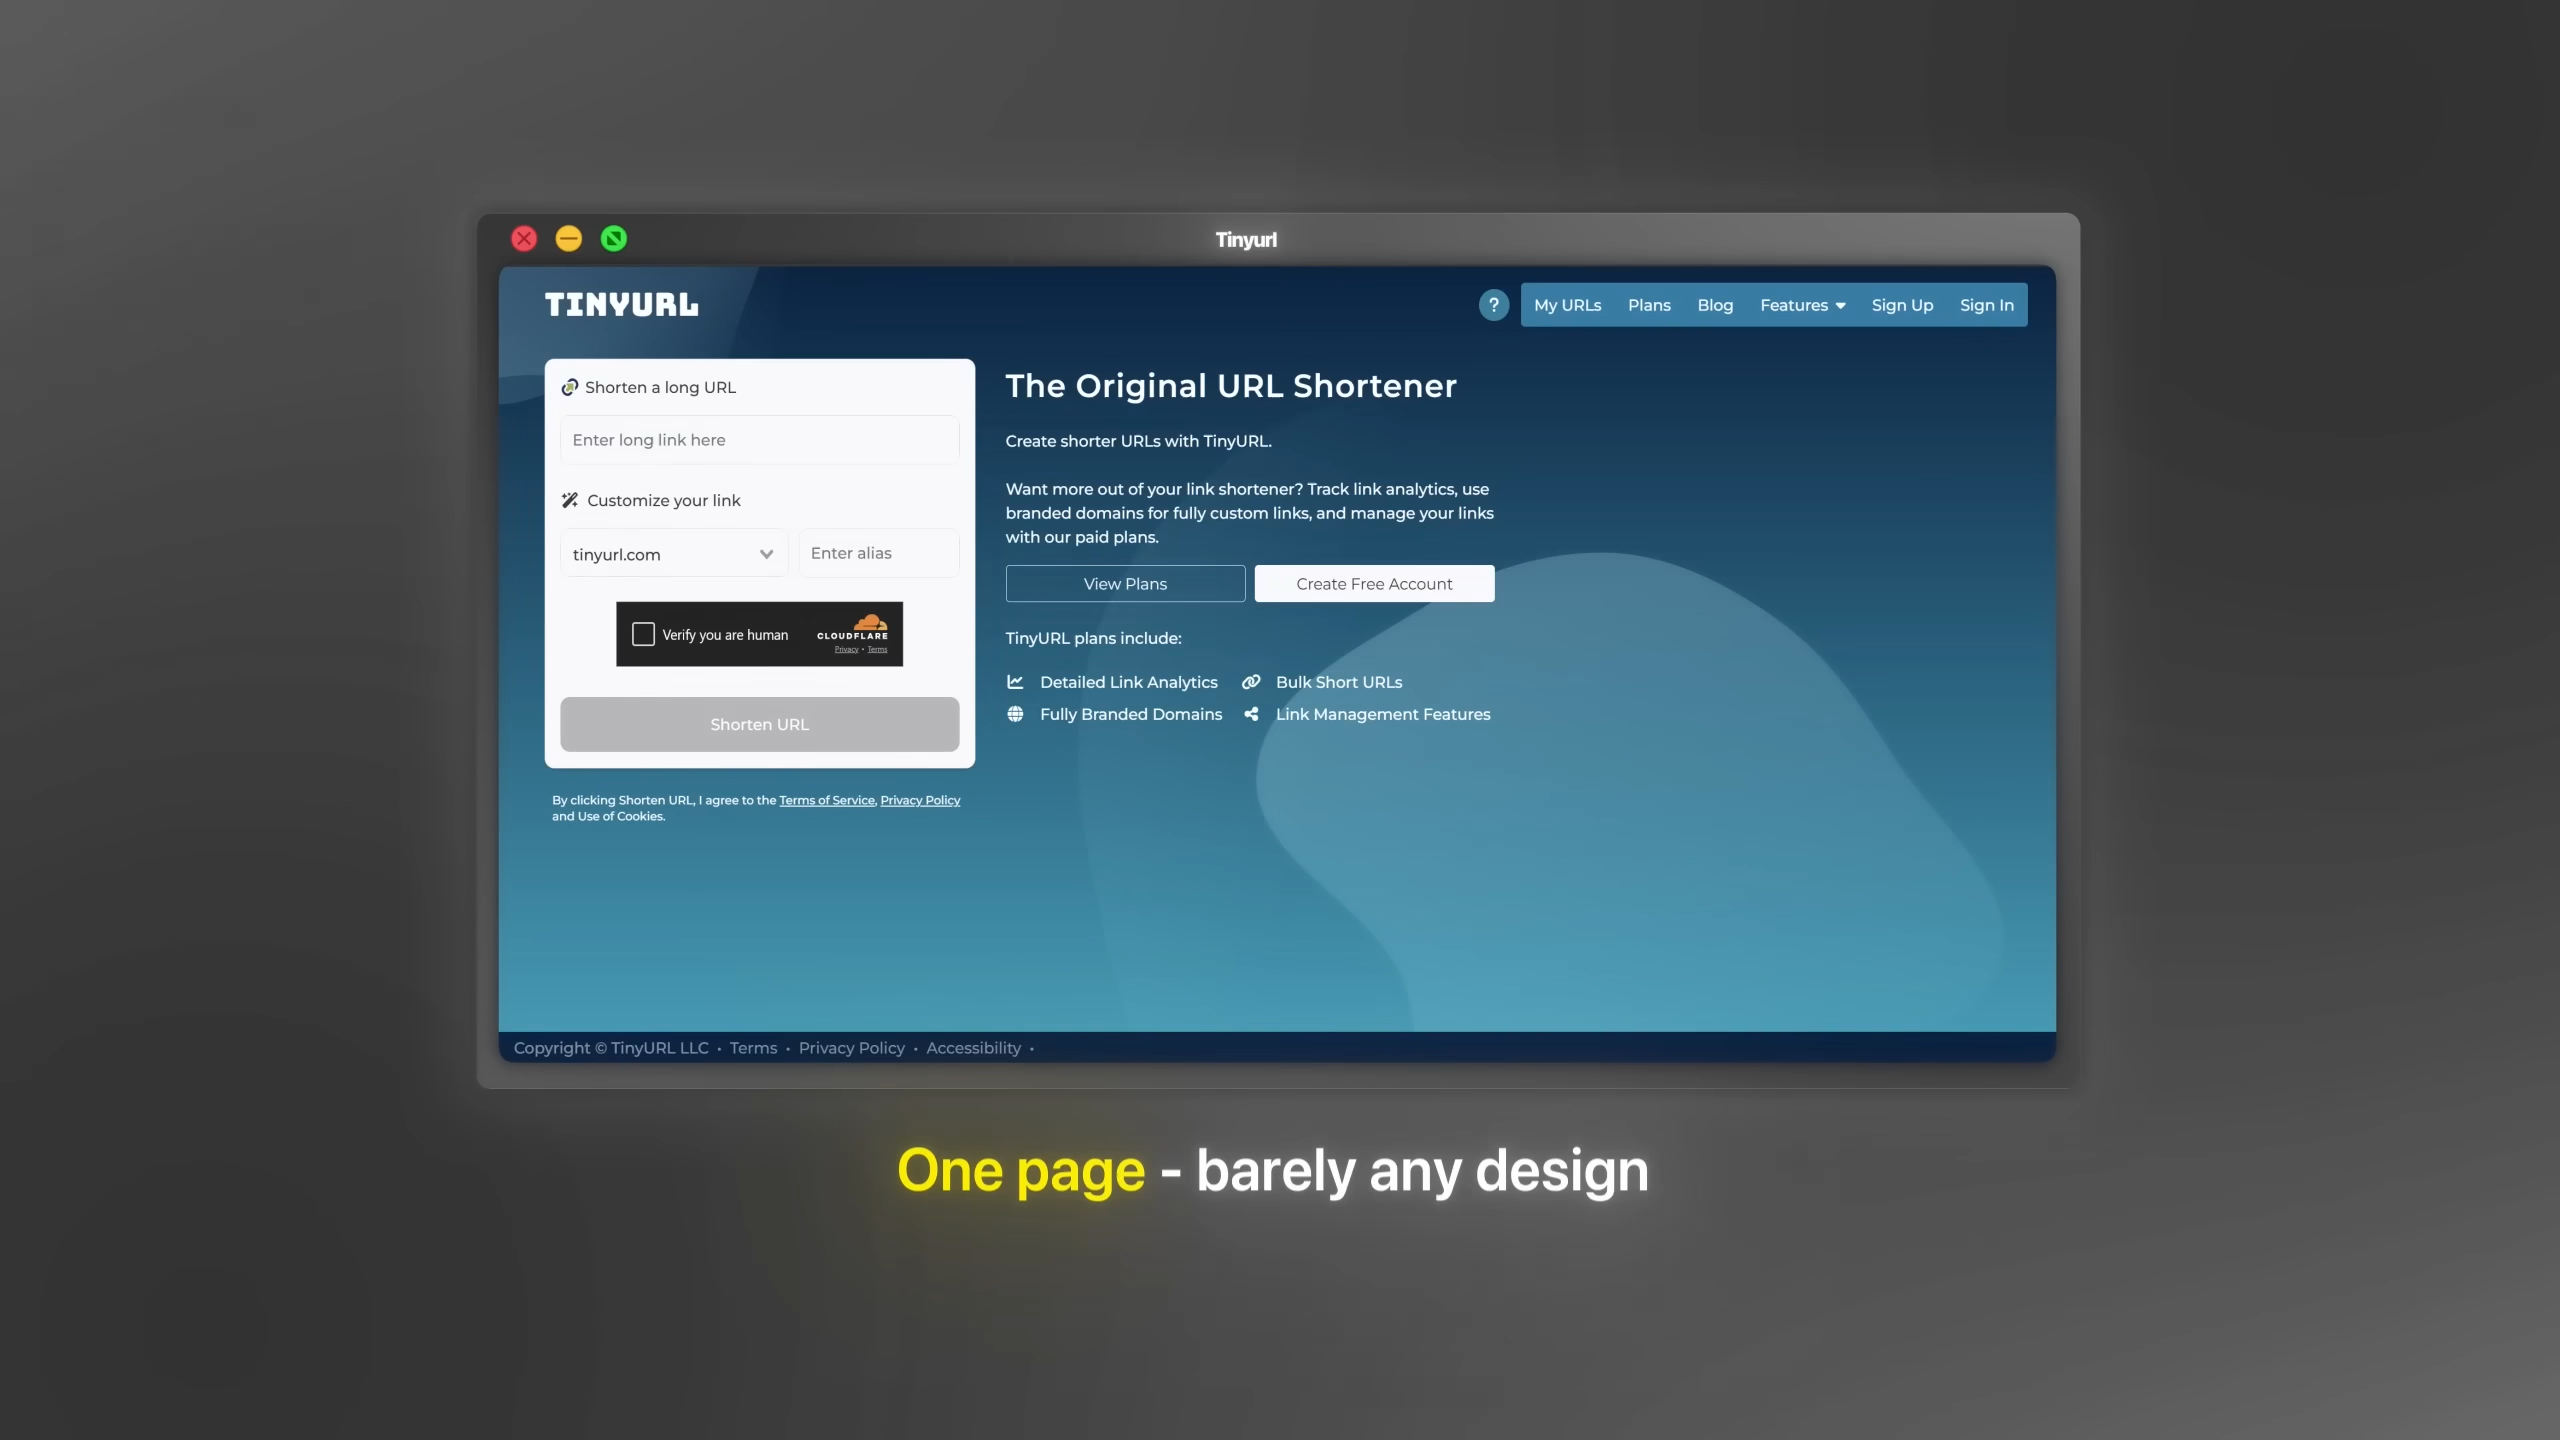 Tinyurl
TINYURL
? My URLs Plans Blog Features Sign Up Sign In
Shorten a long URL
Enter long link here
Customize your link
tinyurl.com
Enter alias
Verify you are human
CLOUDFLARE
Privacy • Terms
Shorten URL
By clicking Shorten URL, I agree to the Terms of Service, Privacy Policy
and Use of Cookies.
The Original URL Shortener
Create shorter URLs with TinyURL.
Want more out of your link shortener? Track link analytics, use
branded domains for fully custom links, and manage your links
with our paid plans.
View Plans
Create Free Account
TinyURL plans include:
Detailed Link Analytics
Bulk Short URLs
Fully Branded Domains
Link Management Features
Copyright © TinyURL LLC • Terms • Privacy Policy • Accessibility •
One page - barely any design